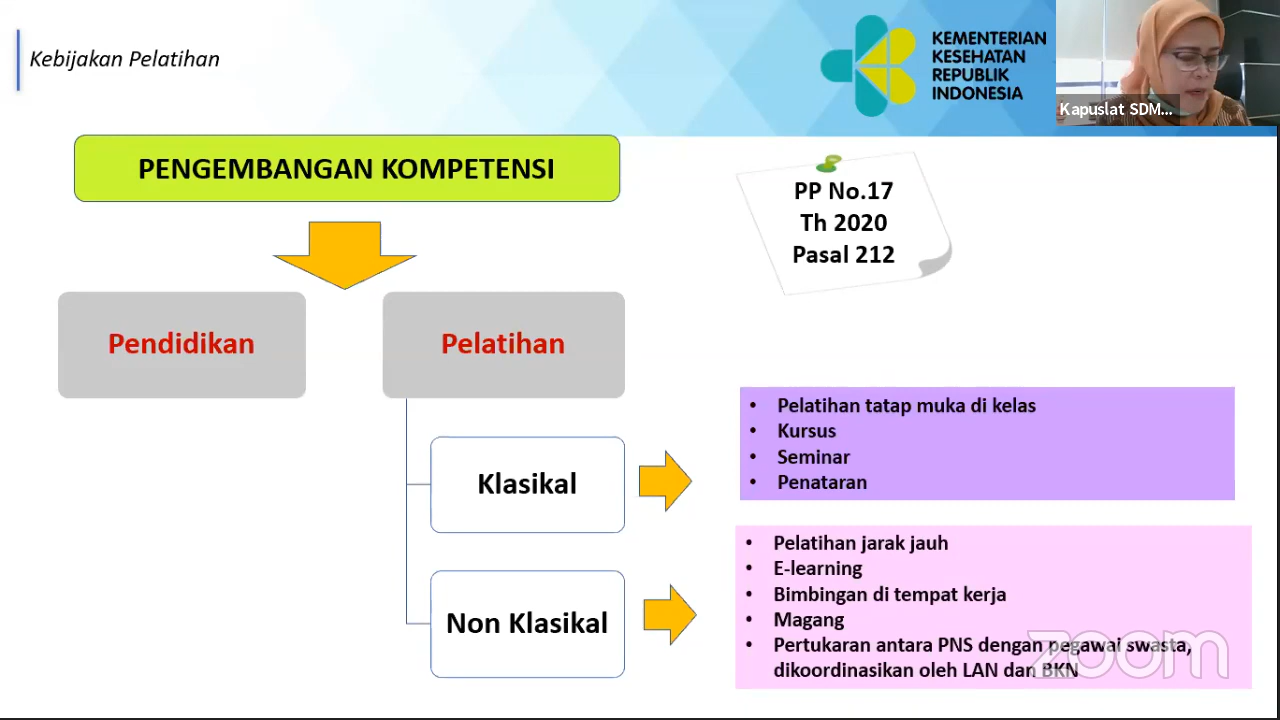 Kebijakan Pelatihan
KEMENTERIAN
KESEHATAN
REPUBLIK
INDONESIA
Kapuslat SDM...
PENGEMBANGAN KOMPETENSI
PP No.17
Th 2020
Pasal 212
Pendidikan
Pelatihan
Klasikal
• Pelatihan tatap muka di kelas
• Kursus
• Seminar
• Penataran
Non Klasikal
• Pelatihan jarak jauh
• E-learning
• Bimbingan di tempat kerja
• Magang
• Pertukaran antara PNS dengan pegawai swasta,
dikoordinasikan oleh LAN dan BKN
zoom